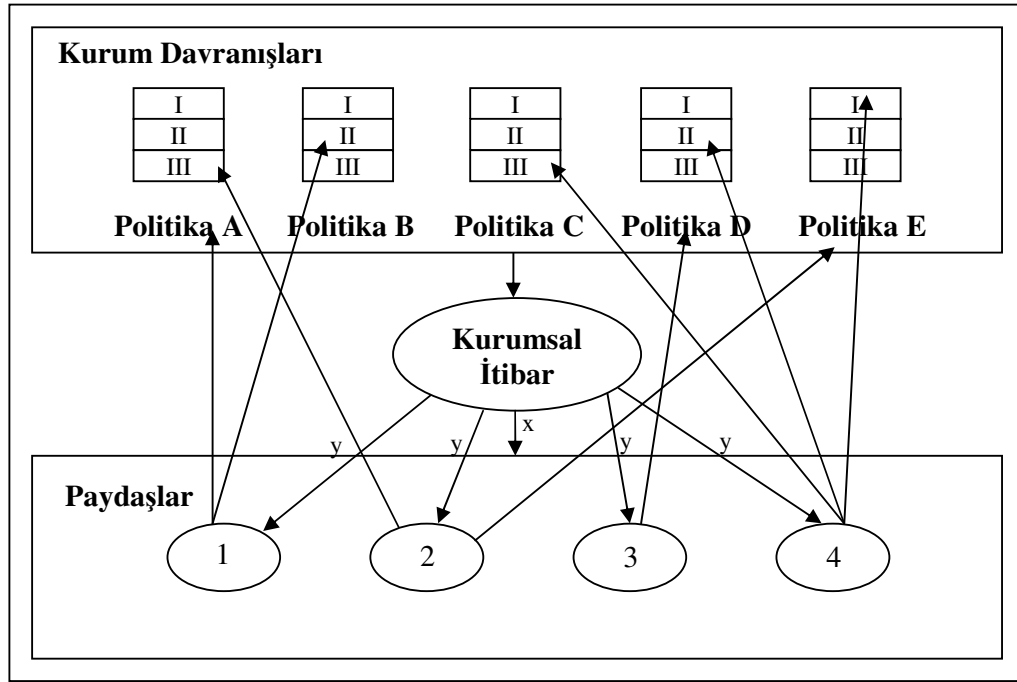 Kurum Davranışları
I I I I I
II II II II II
III III III III III
Politika A Politika B Politika C Politika D Politika E
Kurumsal
İtibar
x
y y y y
Paydaşlar
1 2 3 4